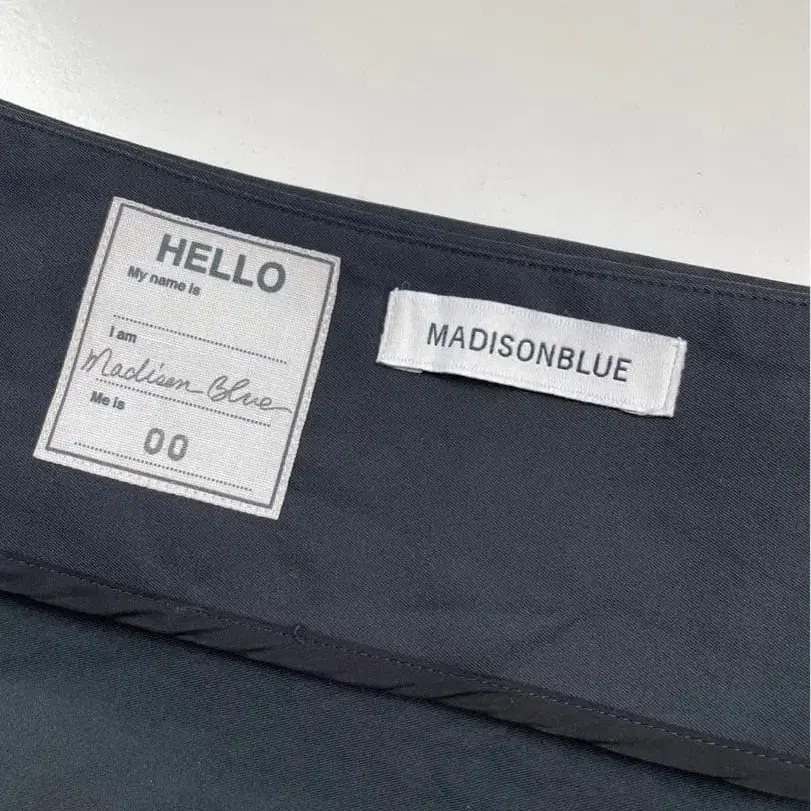 HELLO
My name is
I am
Madison Blue
Me is
00
MADISONBLUE